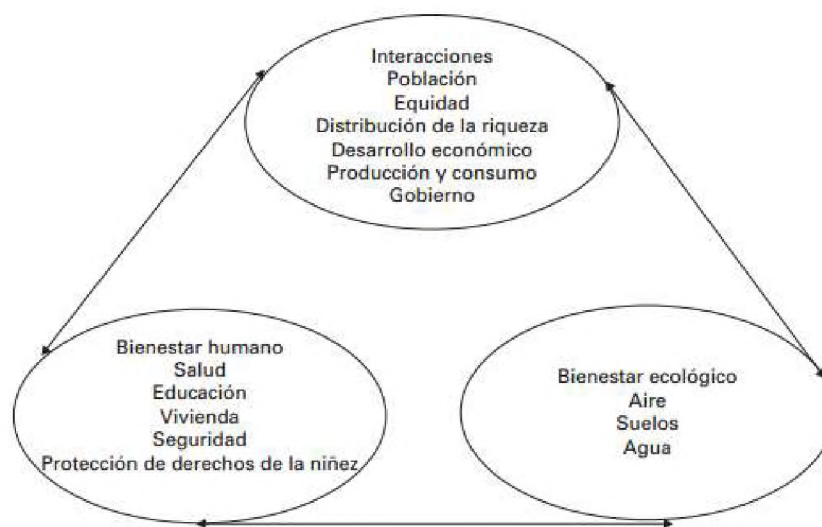 Interacciones
Población
Equidad
Distribución de la riqueza
Desarrollo económico
Producción y consumo
Gobierno
Bienestar humano
Salud
Educación
Vivienda
Seguridad
Protección de derechos de la niñez
Bienestar ecológico
Aire
Suelos
Agua